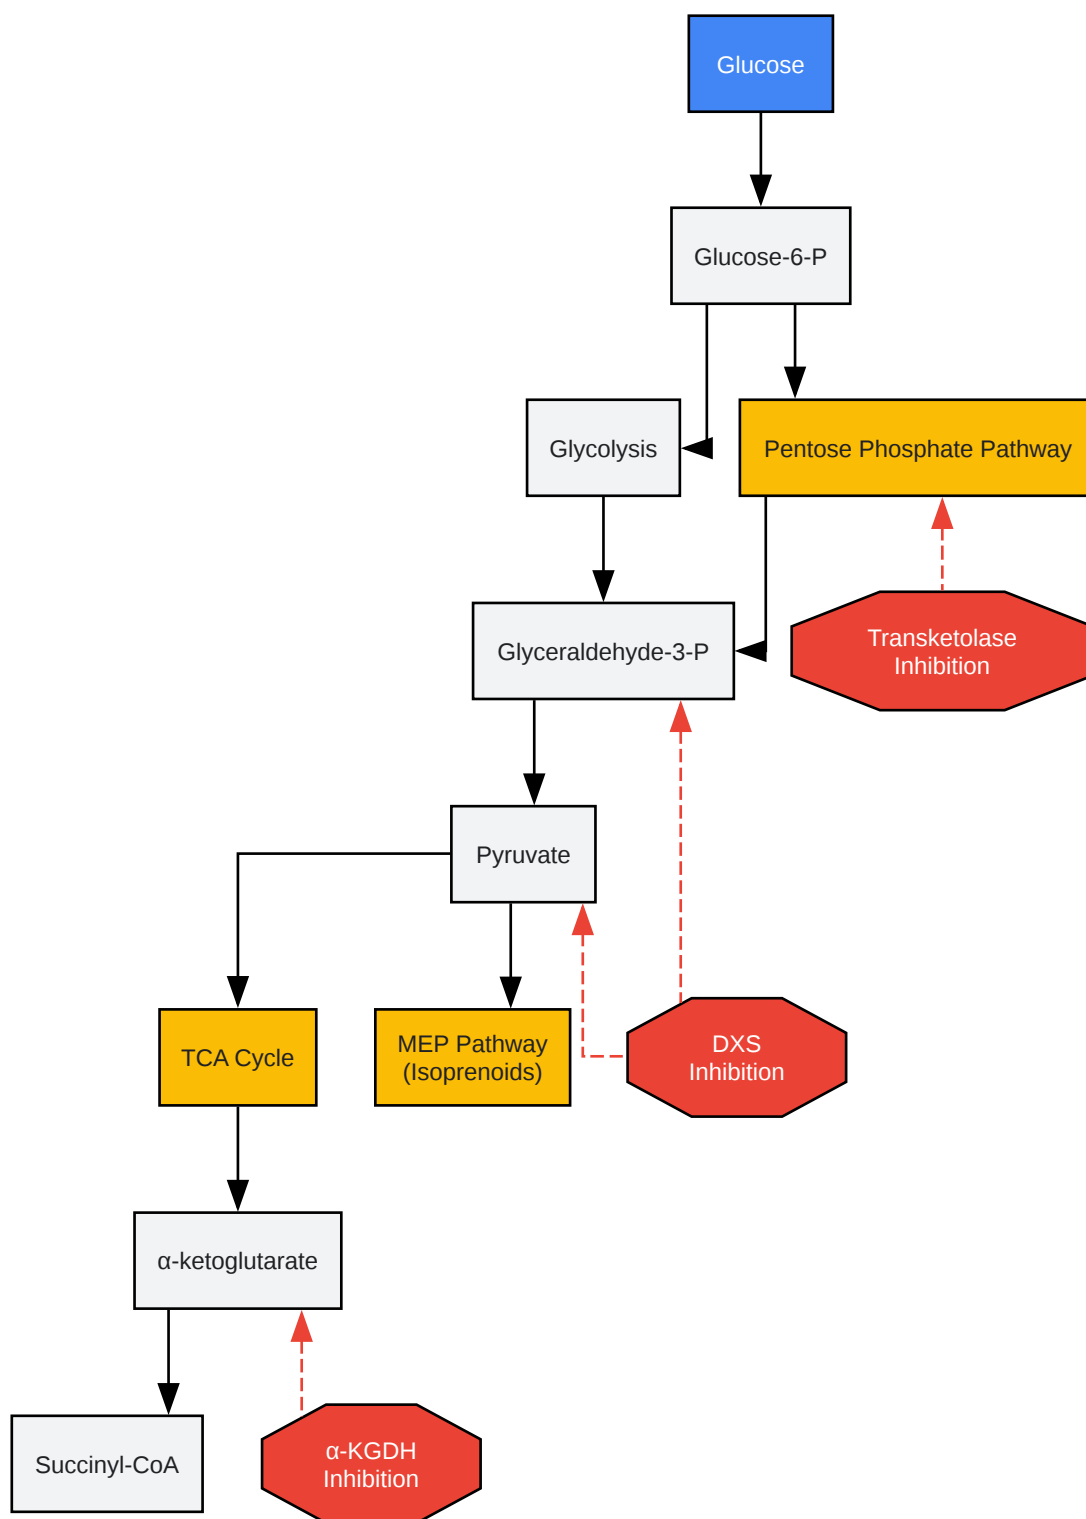 Glucose
Glucose-6-P
Glycolysis
Pentose Phosphate Pathway
Transketolase
Inhibition
Glyceraldehyde-3-P
Pyruvate
TCA Cycle
MEP Pathway
(Isoprenoids)
DXS
Inhibition
α-ketoglutarate
Succinyl-CoA
α-KGDH
Inhibition